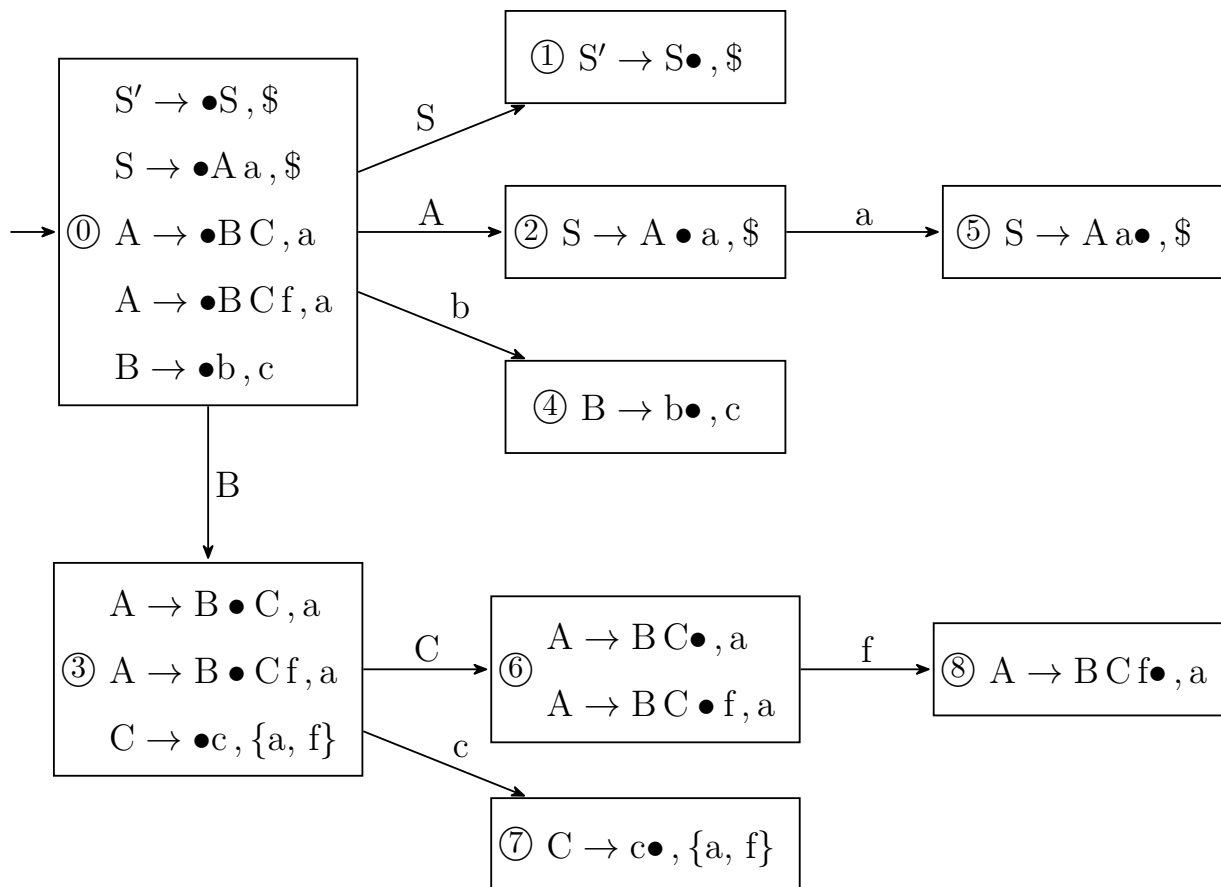 ① S′ → S● , $
S′ → ●S , $
S → ●A a , $
⓪ A → ●B C , a
A → ●B C f , a
B → ●b , c
S
A
② S → A ● a , $
a
⑤ S → A a● , $
b
④ B → b● , c
B
A → B ● C , a
③ A → B ● C f , a
C → ●c , {a, f}
C
⑥
A → B C● , a
A → B C ● f , a
f
⑧ A → B C f● , a
c
⑦ C → c● , {a, f}